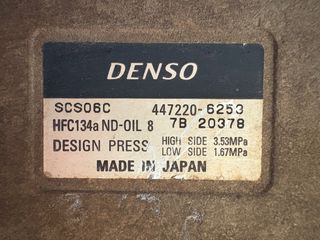 DENSO
SCS06C 447220-6253
HFC134a ND-OIL 8 7B 20378
DESIGN PRESS HIGH SIDE 3.53MPa
LOW SIDE 1.67MPa
MADE IN JAPAN